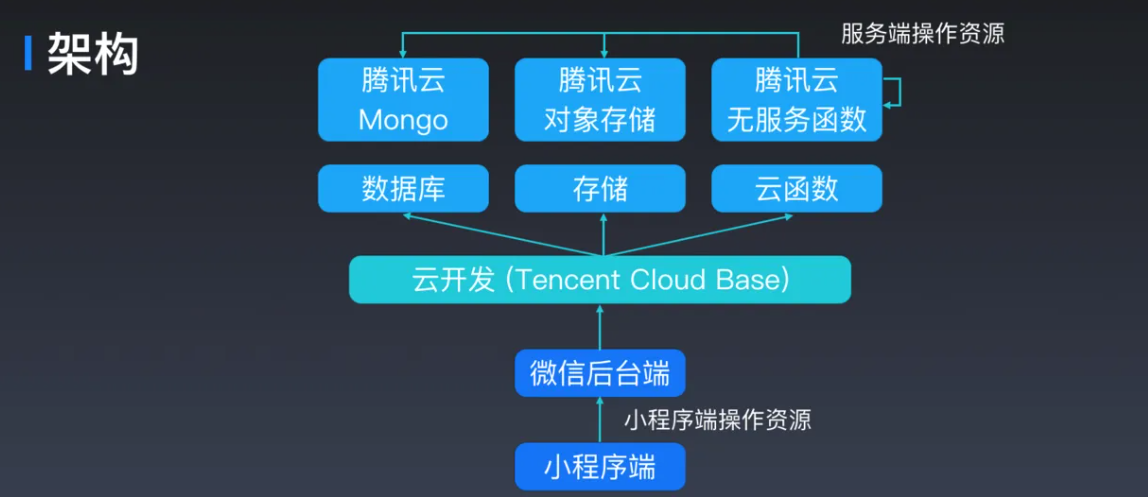 架构
服务端操作资源
腾讯云
Mongo
腾讯云
对象存储
腾讯云
无服务函数
数据库
存储
云函数
云开发 (Tencent Cloud Base)
微信后台端
小程序端操作资源
小程序端